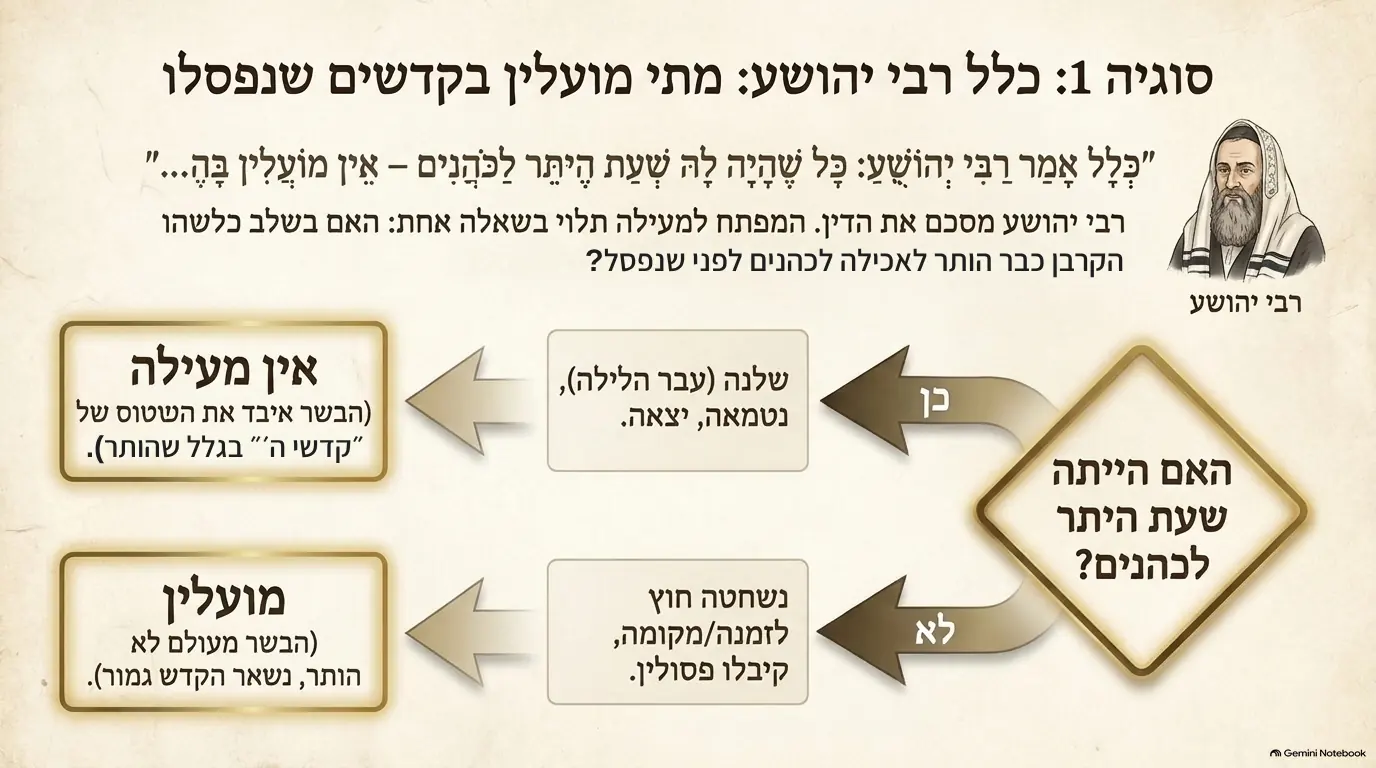 סוגיה 1: כלל רבי יהושע: מתי מועלין בקדשים שנפסלו
"כְּלָל אָמַר רַבִּי יְהוֹשֻׁעַ: כָּל שֶׁהָיָה לָהּ שְׁעַת הֶיתֵּר לַכֹּהֲנִים – אֵין מוֹעֲלִין בָּהֶ..."
רבי יהושע מסכם את הדין. המפתח למעילה תלוי בשאלה אחת: האם בשלב כלשהו
הקרבן כבר הותר לאכילה לכהנים לפני שנפסל?
רבי יהושע
האם הייתה
שעת היתר
לכהנים?
כן
שלנה (עבר הלילה),
נטמאה, יצאה.
אין מעילה
(הבשר איבד את השטוס של
"קדשי ה'" בגלל שהותר).
לא
נשחטה חוץ
לזמנה/מקומה,
קיבלו פסולין.
מועלין
(הבשר מעולם לא
הותר, נשאר הקדש גמור).
Gemini Notebook